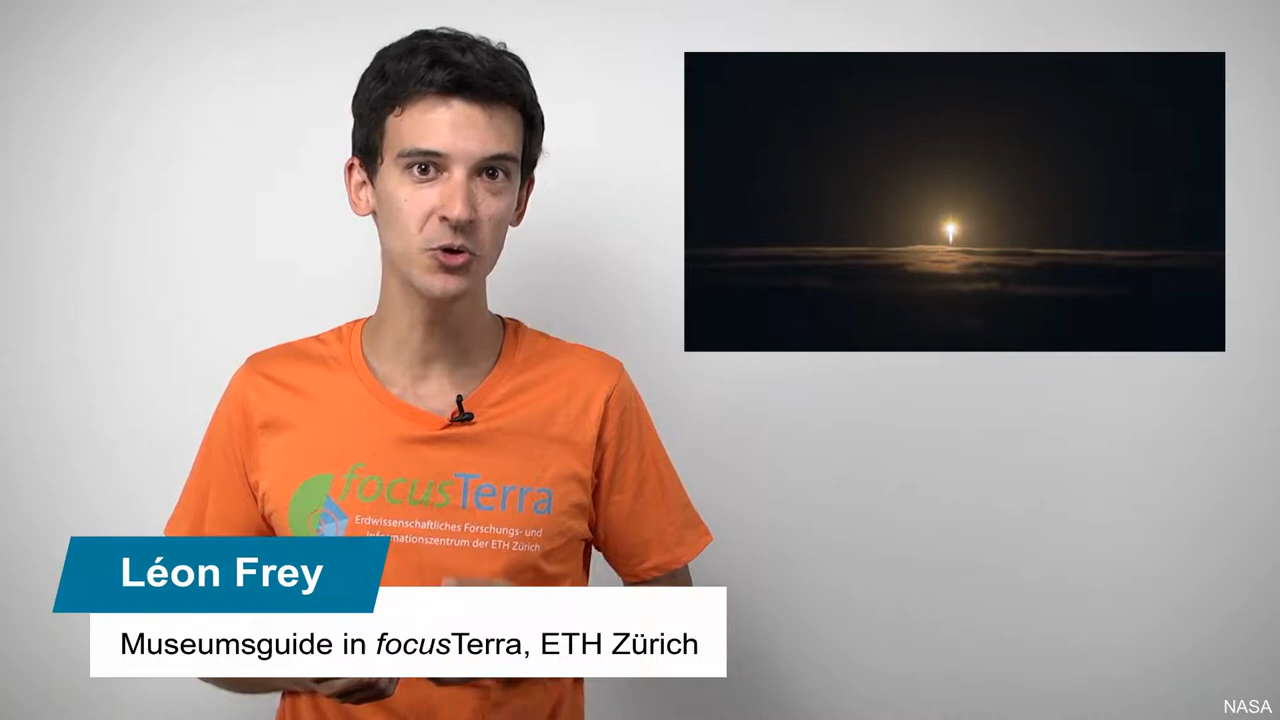 focusTerra
Erdwissenschaftliches Forschungs- und
Informationszentrum der ETH Zürich
Léon Frey
Museumsguide in focusTerra, ETH Zürich
NASA